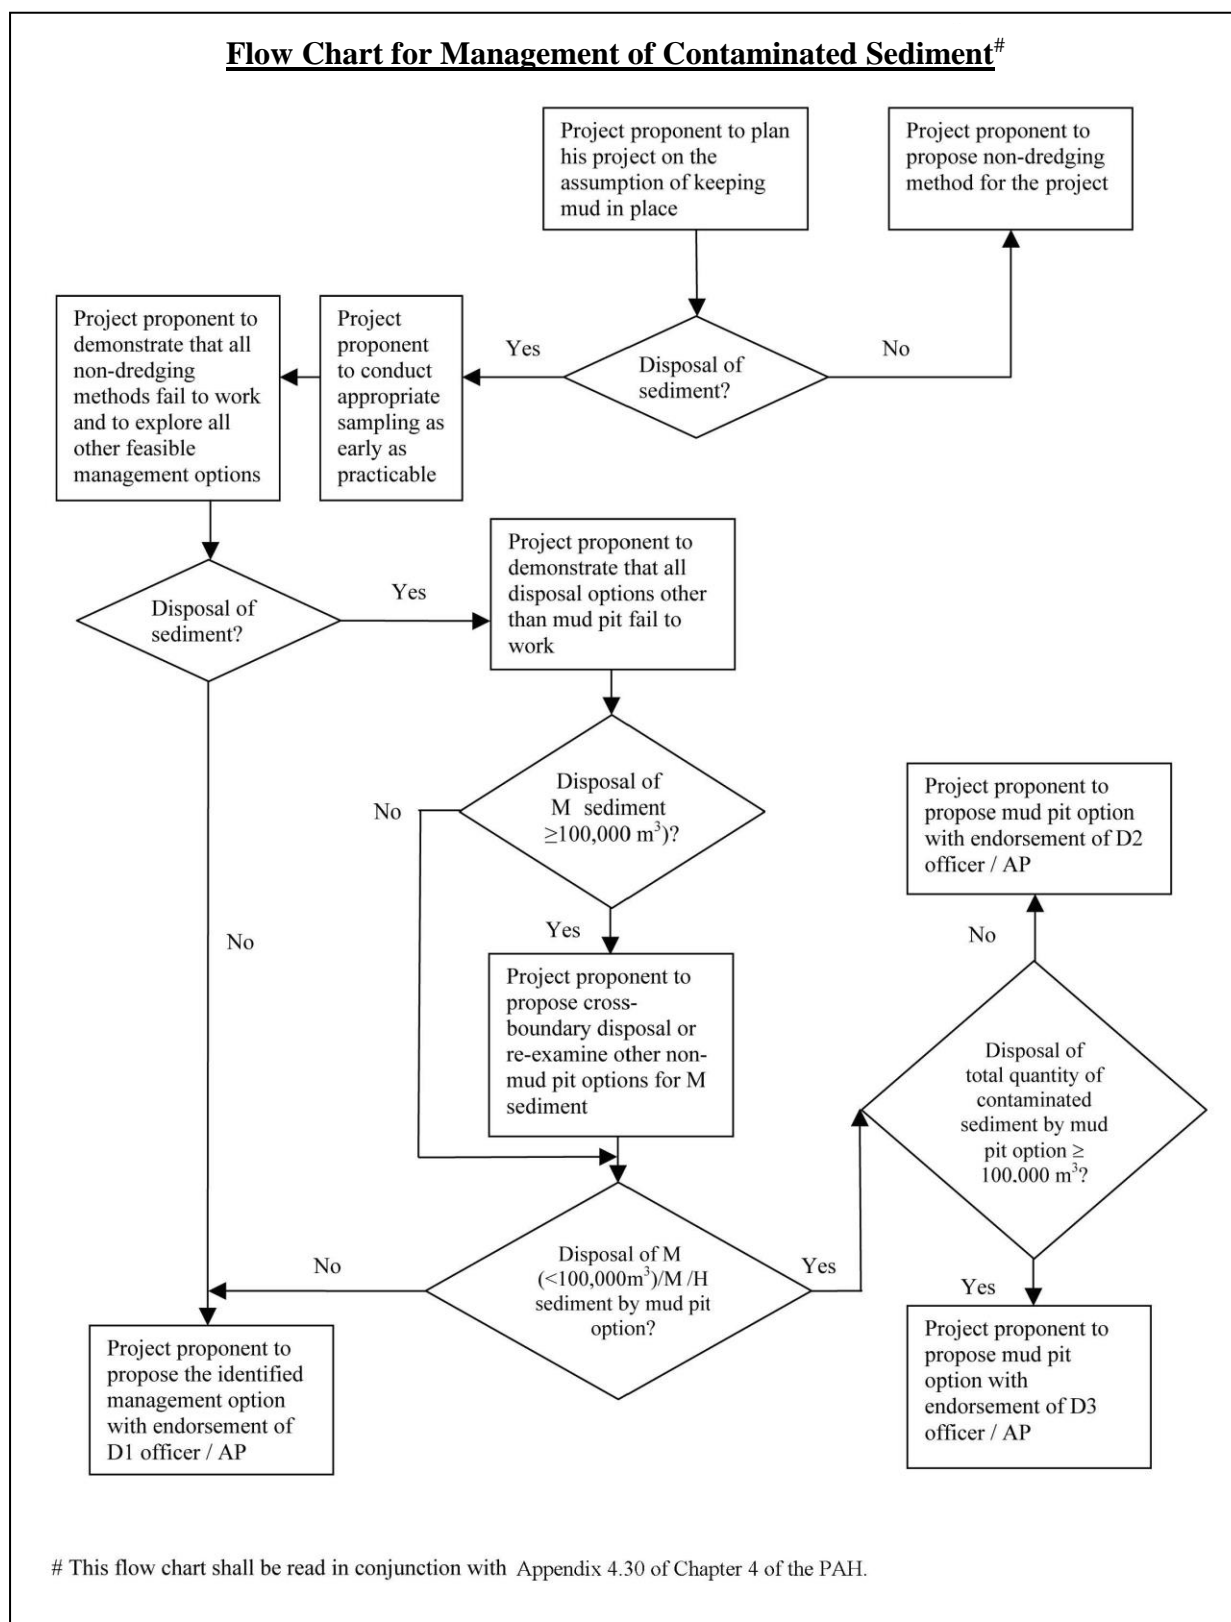 Flow Chart for Management of Contaminated Sediment#
Project proponent to plan
his project on the
assumption of keeping
mud in place
Project proponent to
propose non-dredging
method for the project
Project proponent to
demonstrate that all
non-dredging
methods fail to work
and to explore all
other feasible
management options
Project
proponent
to conduct
appropriate
sampling as
early as
practicable
Yes
Disposal of
sediment?
No
Disposal of
sediment?
Yes
Project proponent to
demonstrate that all
disposal options other
than mud pit fail to
work
No
Disposal of
M sediment
≥100,000 m³)?
Yes
No
Project proponent to
propose cross-
boundary disposal or
re-examine other non-
mud pit options for M
sediment
Project proponent to
propose mud pit option
with endorsement of D2
officer / AP
No
Disposal of
total quantity of
contaminated
sediment by mud
pit option ≥
100,000 m³?
Yes
No
Disposal of M
(<100,000m³)/M /H
sediment by mud pit
option?
Yes
Project proponent to
propose the identified
management option
with endorsement of
D1 officer / AP
Project proponent to
propose mud pit
option with
endorsement of D3
officer / AP
# This flow chart shall be read in conjunction with Appendix 4.30 of Chapter 4 of the PAH.